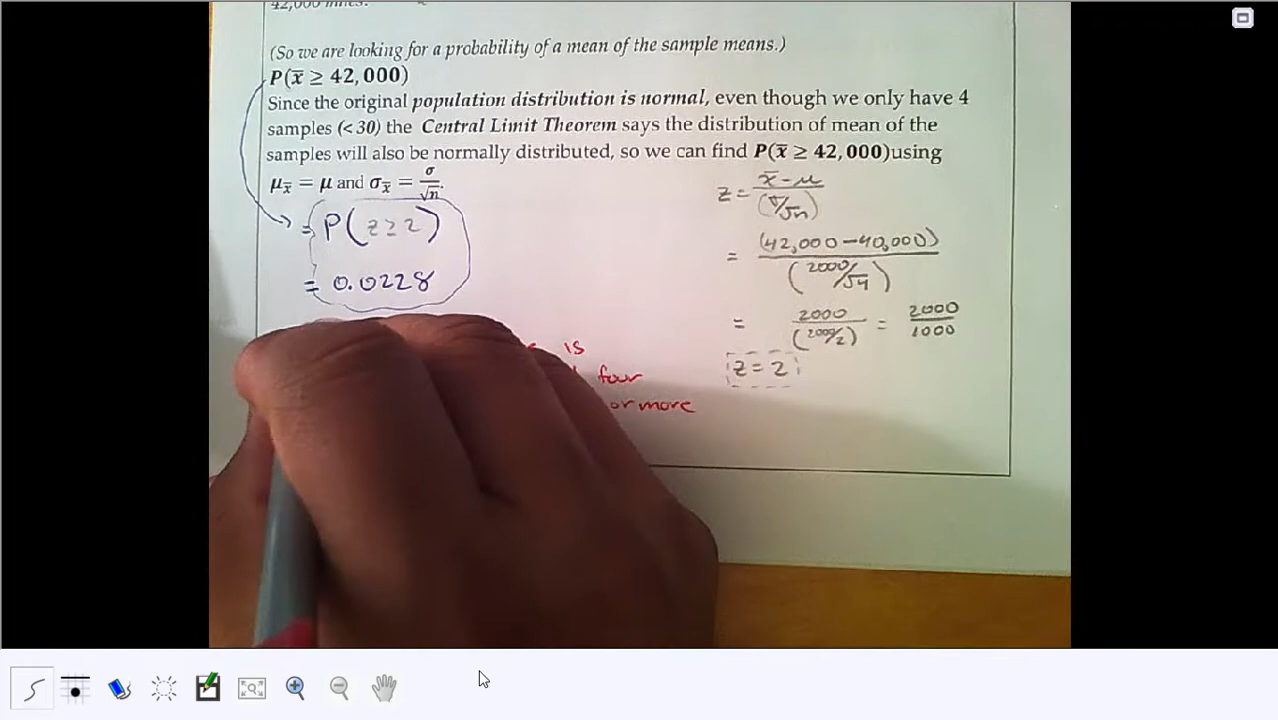 42,000 miles.
(So we are looking for a probability of a mean of the sample means.)
P(x̄ ≥ 42,000)
Since the original population distribution is normal, even though we only have 4
samples (< 30) the Central Limit Theorem says the distribution of mean of the
samples will also be normally distributed, so we can find P(x̄ ≥ 42,000)using
μx̄ = μ and σx̄ = σ/√n.
= P(z ≥ 2)
= 0.0228
is
four
or more
z = (x̄ - μ)/(σ/√n)
= (42,000 - 40,000)/(2000/√4)
= 2000/(2000/2) = 2000/1000
z = 2